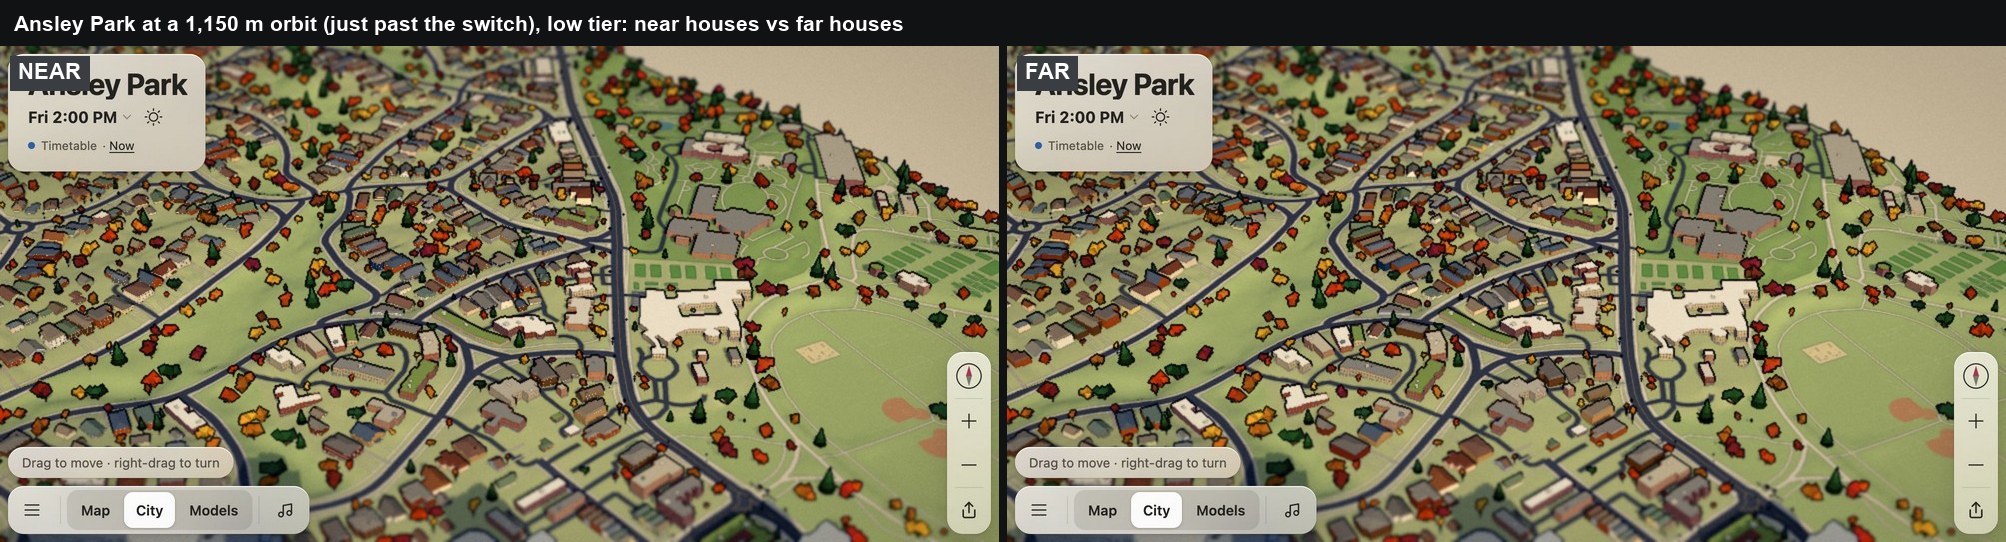 Ansley Park at a 1,150 m orbit (just past the switch), low tier: near houses vs far houses
NEAR
Ansley Park
Fri 2:00 PM
Timetable · Now
Drag to move · right-drag to turn
Map City Models
FAR
Ansley Park
Fri 2:00 PM
Timetable · Now
Drag to move · right-drag to turn
Map City Models